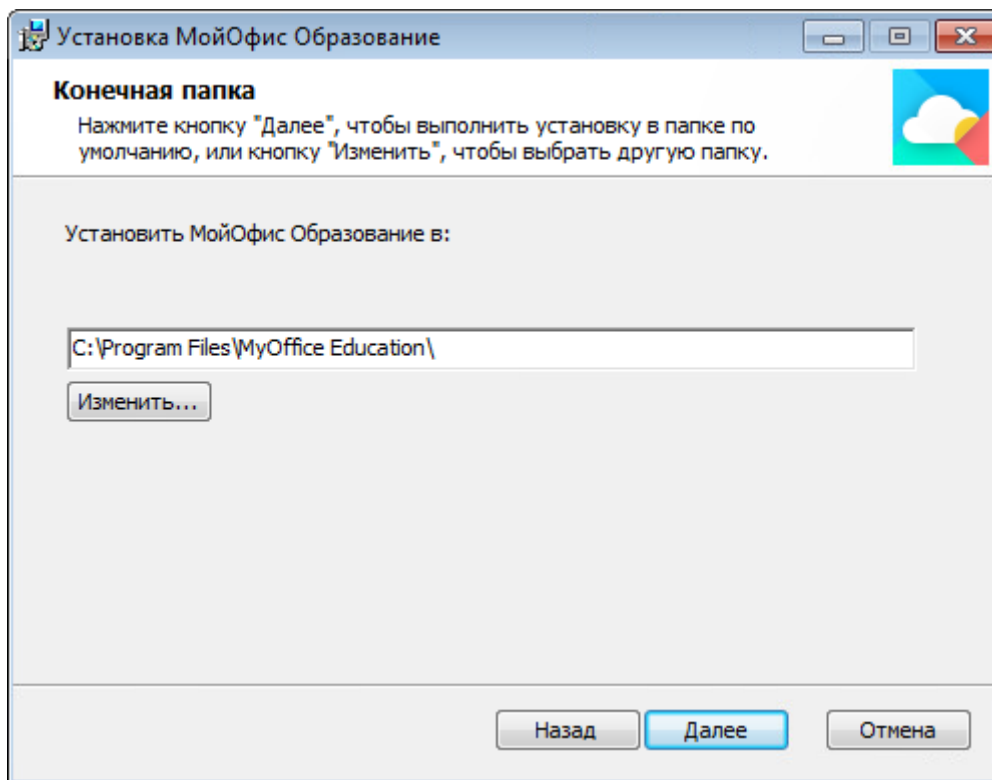 Установка МойОфис Образование
Конечная папка
Нажмите кнопку "Далее", чтобы выполнить установку в папке по
умолчанию, или кнопку "Изменить", чтобы выбрать другую папку.
Установить МойОфис Образование в:
C:\Program Files\MyOffice Education\
Изменить...
Назад
Далее
Отмена